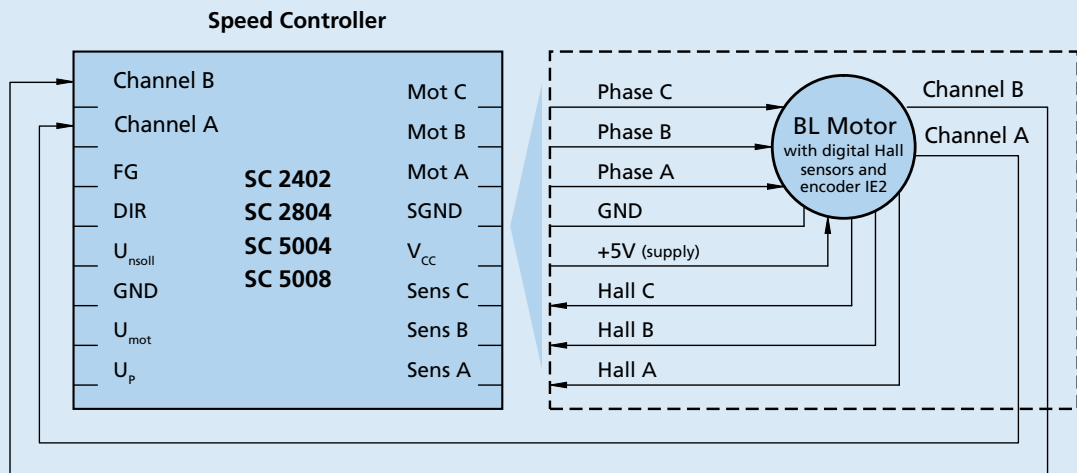 Speed Controller
Channel B
Channel A
FG
DIR
Unsoll
GND
Umot
UP
SC 2402
SC 2804
SC 5004
SC 5008
Mot C
Mot B
Mot A
SGND
VCC
Sens C
Sens B
Sens A
Phase C
Phase B
Phase A
GND
+5V (supply)
Hall C
Hall B
Hall A
BL Motor
with digital Hall
sensors and
encoder IE2
Channel B
Channel A